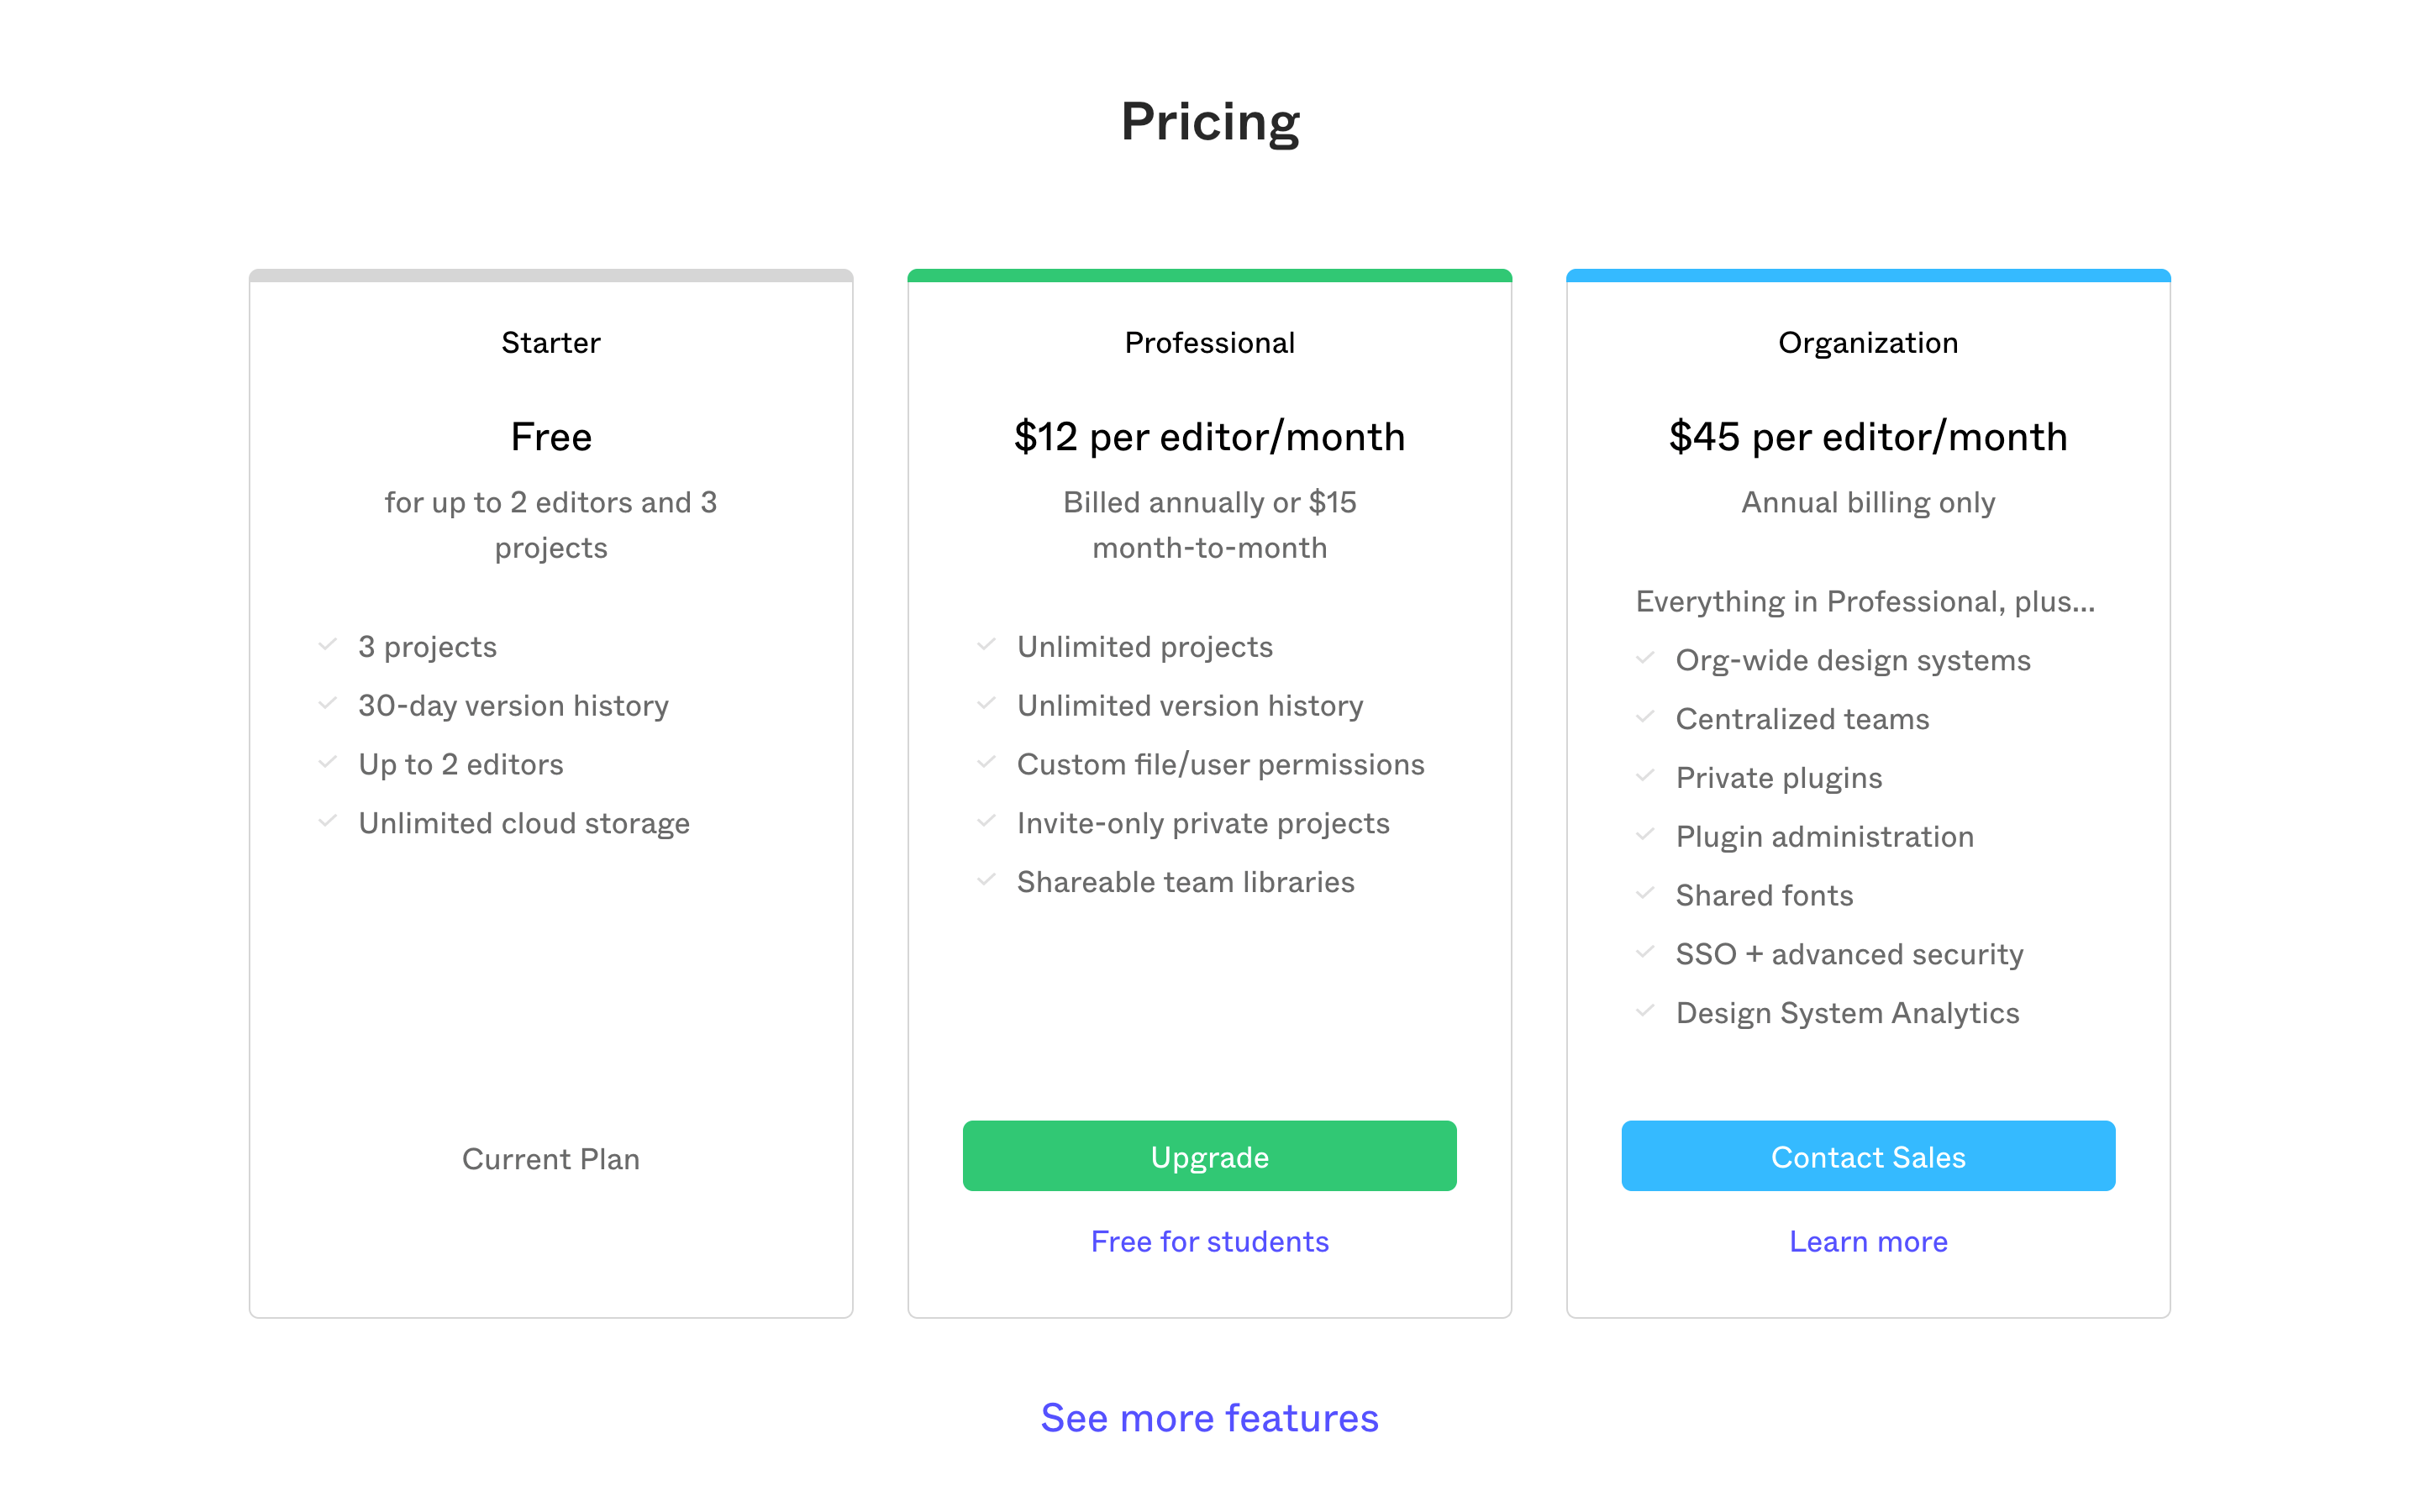 Pricing
Starter
Free
for up to 2 editors and 3
projects
3 projects
30-day version history
Up to 2 editors
Unlimited cloud storage
Current Plan
Professional
$12 per editor/month
Billed annually or $15
month-to-month
Unlimited projects
Unlimited version history
Custom file/user permissions
Invite-only private projects
Shareable team libraries
Upgrade
Free for students
Organization
$45 per editor/month
Annual billing only
Everything in Professional, plus...
Org-wide design systems
Centralized teams
Private plugins
Plugin administration
Shared fonts
SSO + advanced security
Design System Analytics
Contact Sales
Learn more
See more features